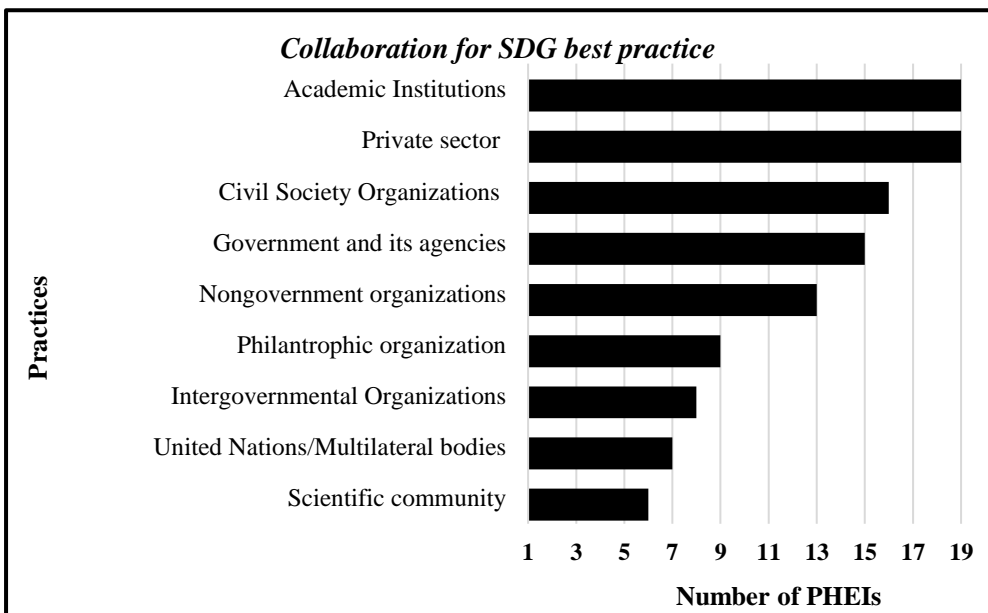 Collaboration for SDG best practice
Academic Institutions
Private sector
Civil Society Organizations
Government and its agencies
Nongovernment organizations
Philantrophic organization
Intergovernmental Organizations
United Nations/Multilateral bodies
Scientific community
Practices
1 3 5 7 9 11 13 15 17 19
Number of PHEIs